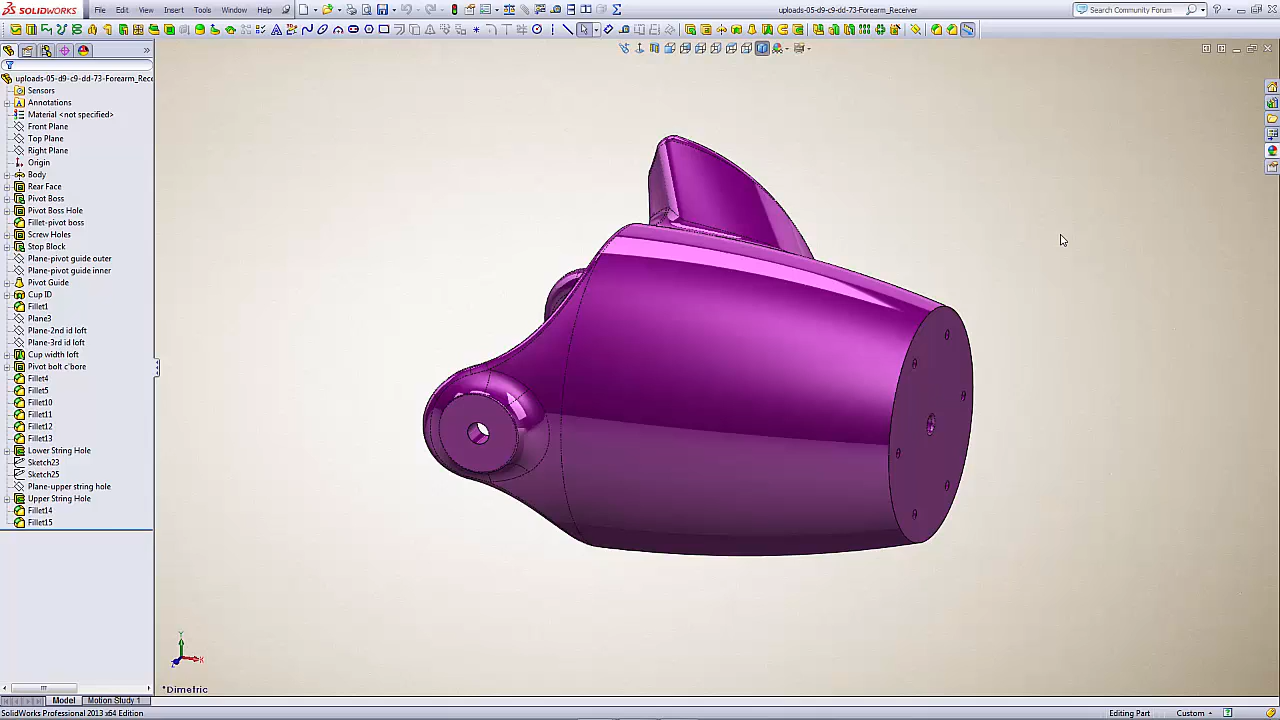 SOLIDWORKS
File
Edit
View
Insert
Tools
Window
Help
uploads-05-d9-c9-dd-73-Forearm_Receiver
Search Community Forum
uploads-05-d9-c9-dd-73-Forearm_Rece
Sensors
Annotations
Material <not specified>
Front Plane
Top Plane
Right Plane
Origin
Body
Rear Face
Pivot Boss
Pivot Boss Hole
Fillet-pivot boss
Screw Holes
Stop Block
Plane-pivot guide outer
Plane-pivot guide inner
Pivot Guide
Cup ID
Fillet1
Plane3
Plane-2nd id loft
Plane-3rd id loft
Cup width loft
Pivot bolt c'bore
Fillet4
Fillet5
Fillet10
Fillet11
Fillet12
Fillet13
Lower String Hole
Sketch23
Sketch25
Plane-upper string hole
Upper String Hole
Fillet14
Fillet15
Y
X
Z
*Dimetric
Model
Motion Study 1
SolidWorks Professional 2013 x64 Edition
Editing Part
Custom